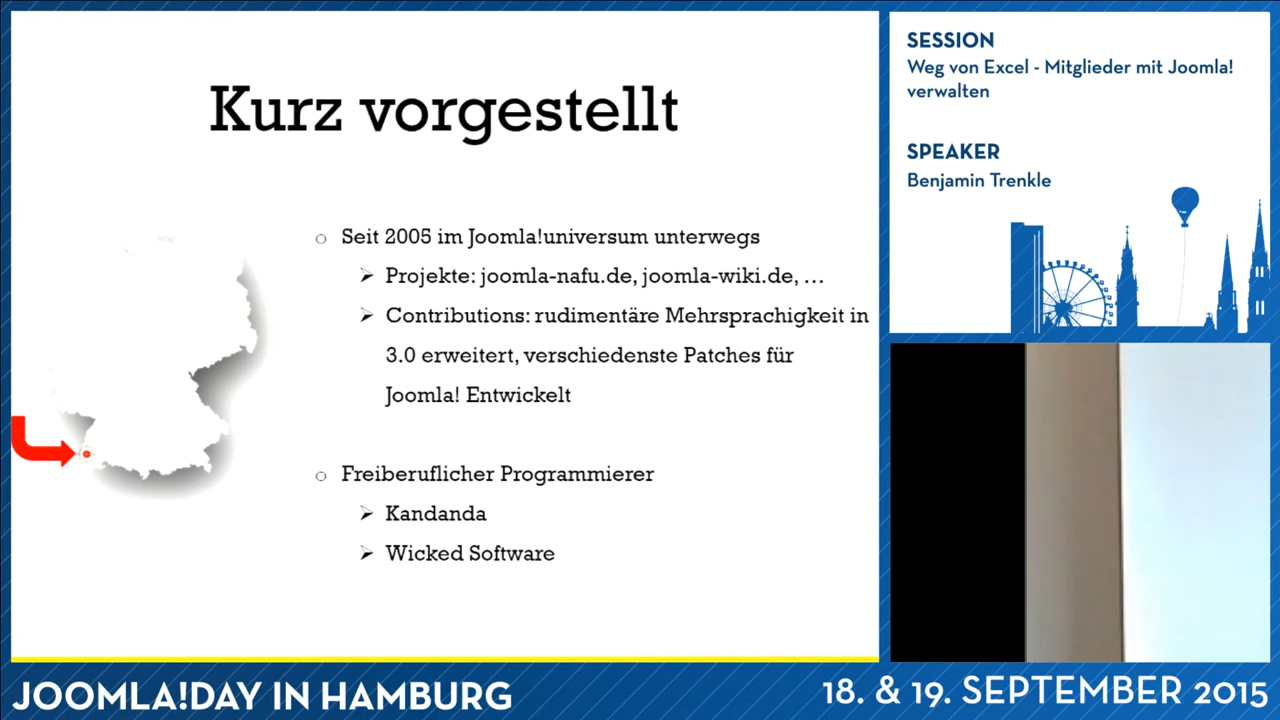 Kurz vorgestellt
Seit 2005 im Joomla!universum unterwegs
Projekte: joomla-nafu.de, joomla-wiki.de, …
Contributions: rudimentäre Mehrsprachigkeit in
3.0 erweitert, verschiedenste Patches für
Joomla! Entwickelt
Freiberuflicher Programmierer
Kandanda
Wicked Software
SESSION
Weg von Excel - Mitglieder mit Joomla!
verwalten
SPEAKER
Benjamin Trenkle
JOOMLA!DAY IN HAMBURG
18. & 19. SEPTEMBER 2015